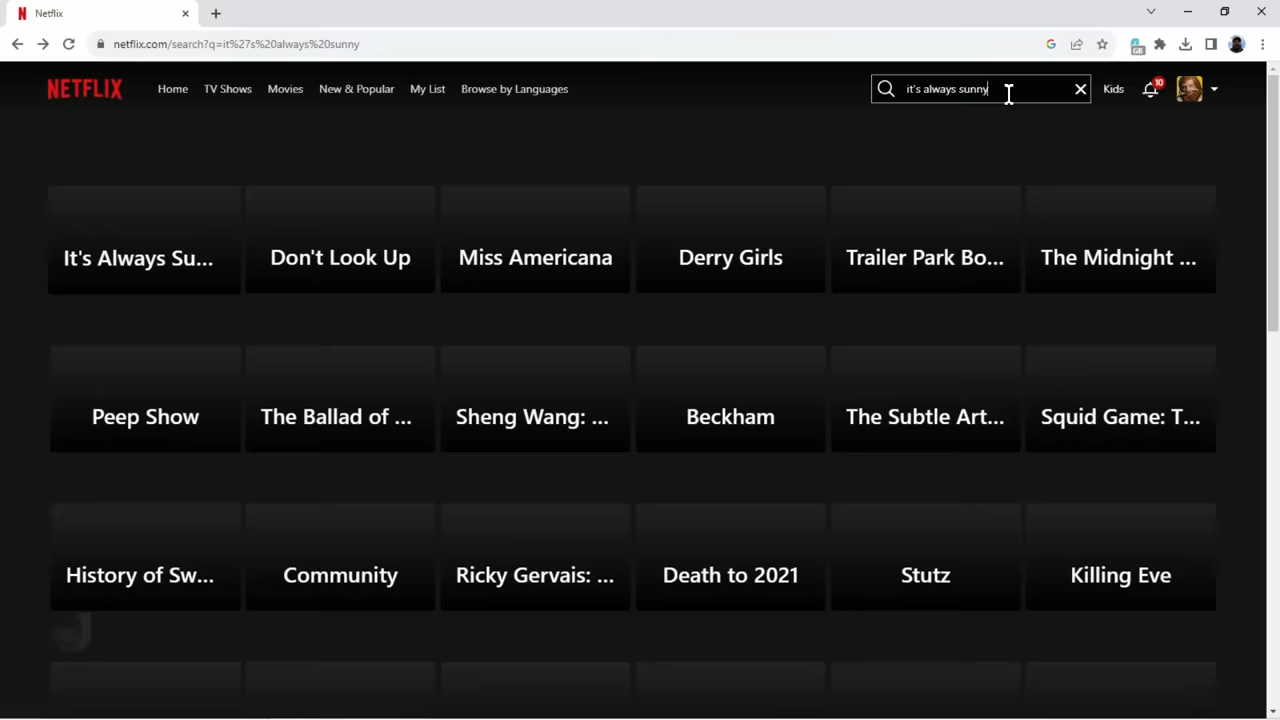 Netflix
netflix.com/search?q=it%27s%20always%20sunny
NETFLIX Home TV Shows Movies New & Popular My List Browse by Languages it's always sunny Kids 10
It's Always Su... Don't Look Up Miss Americana Derry Girls Trailer Park Bo... The Midnight ...
Peep Show The Ballad of ... Sheng Wang: ... Beckham The Subtle Art... Squid Game: T...
History of Sw... Community Ricky Gervais: ... Death to 2021 Stutz Killing Eve